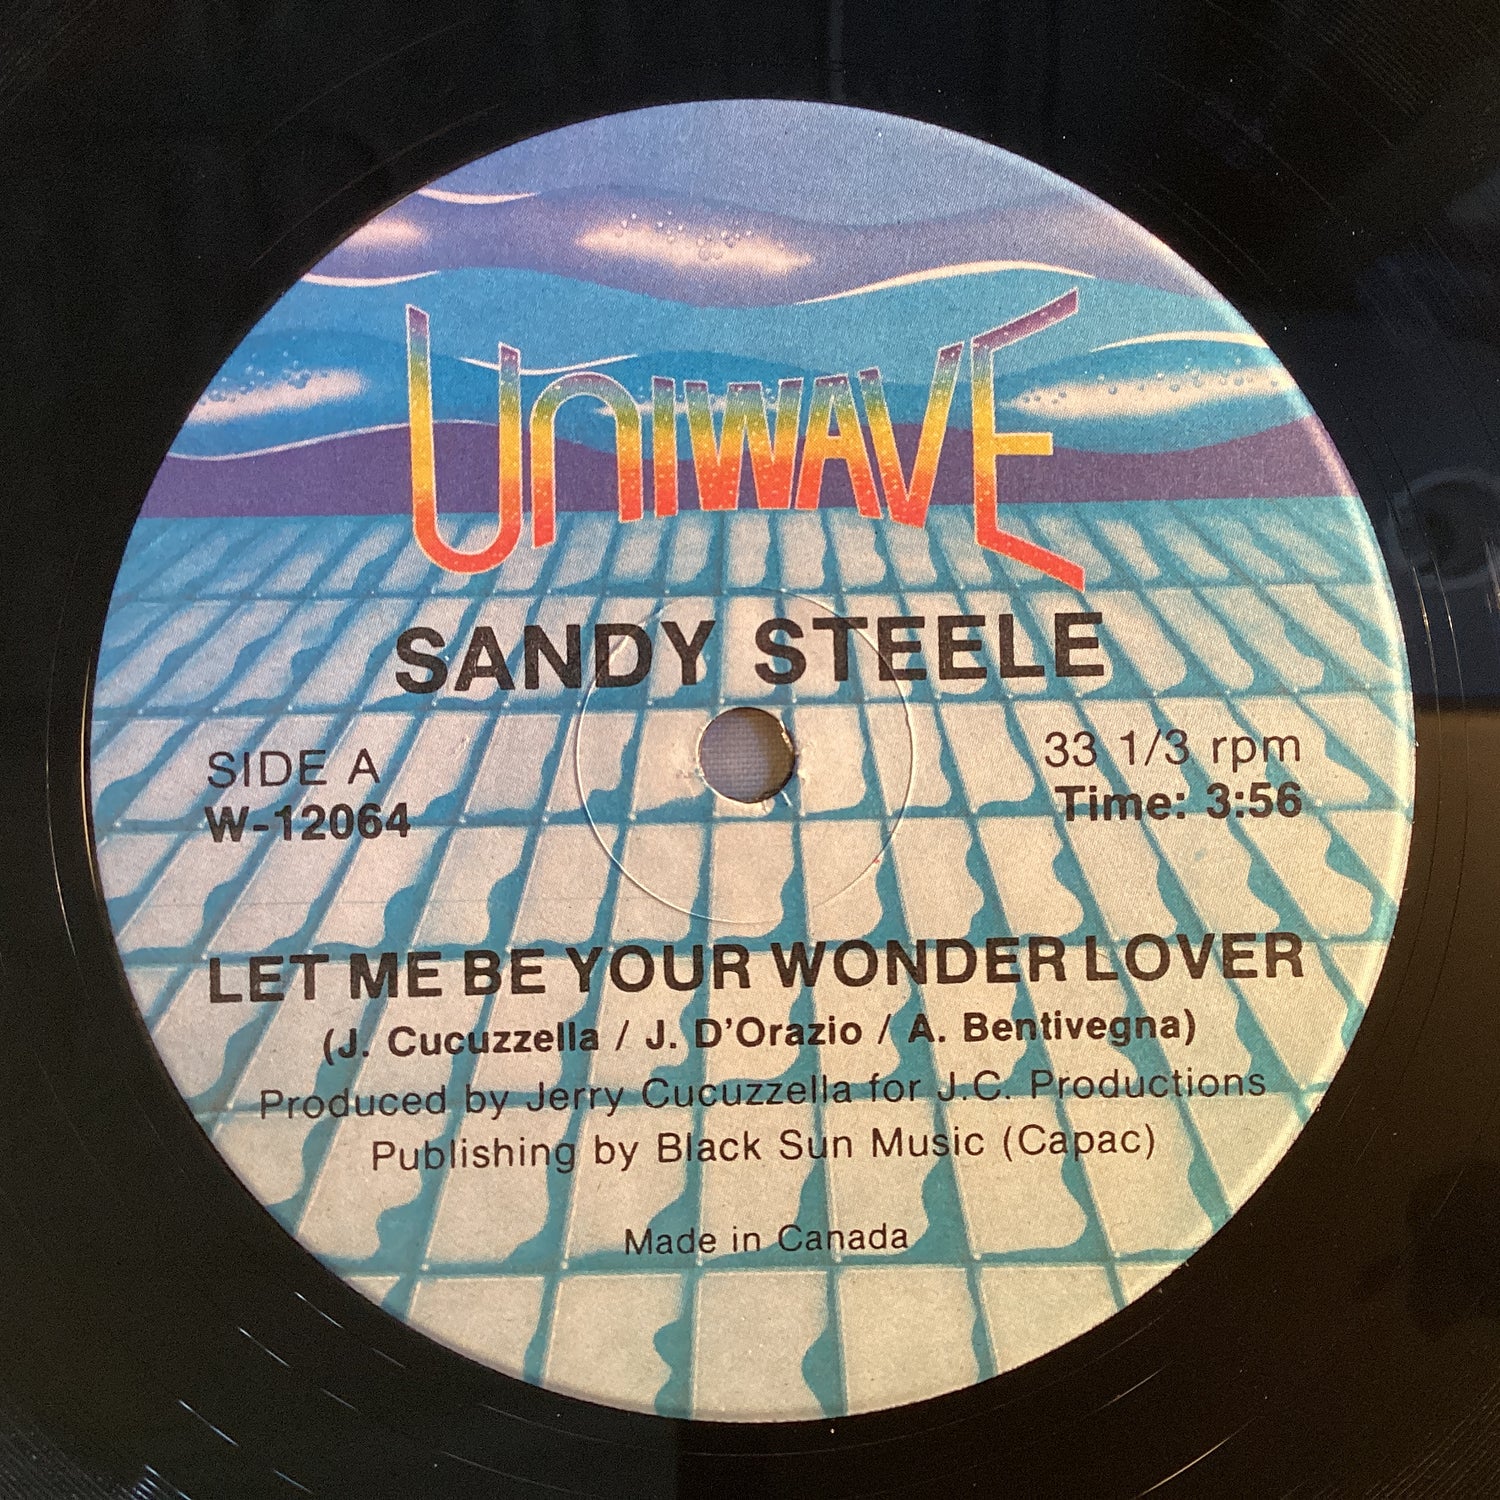 UNIWAVE
SANDY STEELE
SIDE A
W-12064
33 1/3 rpm
Time: 3:56
LET ME BE YOUR WONDER LOVER
(J. Cucuzzella / J. D'Orazio / A. Bentivegna)
Produced by Jerry Cucuzzella for J.C. Productions
Publishing by Black Sun Music (Capac)
Made in Canada